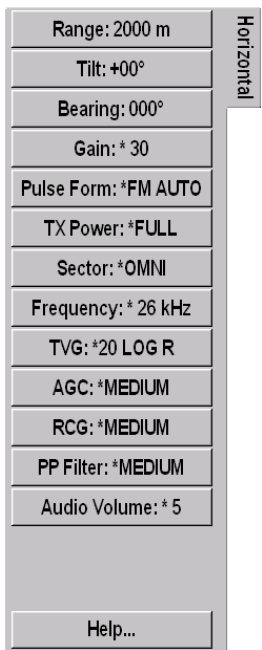 Range: 2000 m
Tilt: +00°
Bearing: 000°
Gain: * 30
Pulse Form: *FM AUTO
TX Power: *FULL
Sector: *OMNI
Frequency: * 26 kHz
TVG: *20 LOG R
AGC: *MEDIUM
RCG: *MEDIUM
PP Filter: *MEDIUM
Audio Volume: * 5
Help...
Horizontal